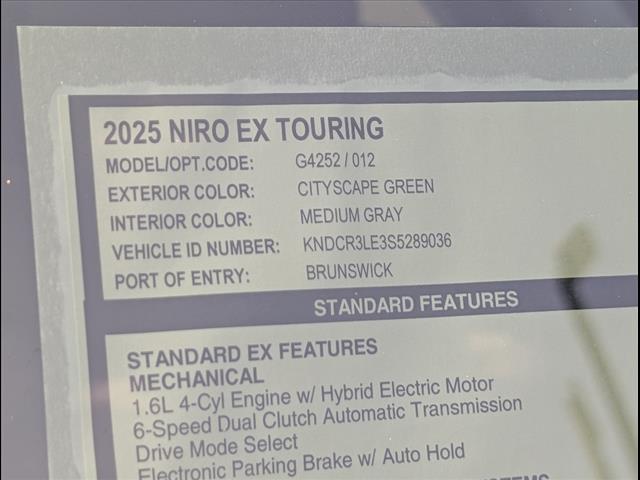 2025 NIRO EX TOURING
MODEL/OPT.CODE: G4252 / 012
EXTERIOR COLOR: CITYSCAPE GREEN
INTERIOR COLOR: MEDIUM GRAY
VEHICLE ID NUMBER: KNDCR3LE3S5289036
PORT OF ENTRY: BRUNSWICK
STANDARD FEATURES
STANDARD EX FEATURES
MECHANICAL
1.6L 4-Cyl Engine w/ Hybrid Electric Motor
6-Speed Dual Clutch Automatic Transmission
Drive Mode Select
Electronic Parking Brake w/ Auto Hold